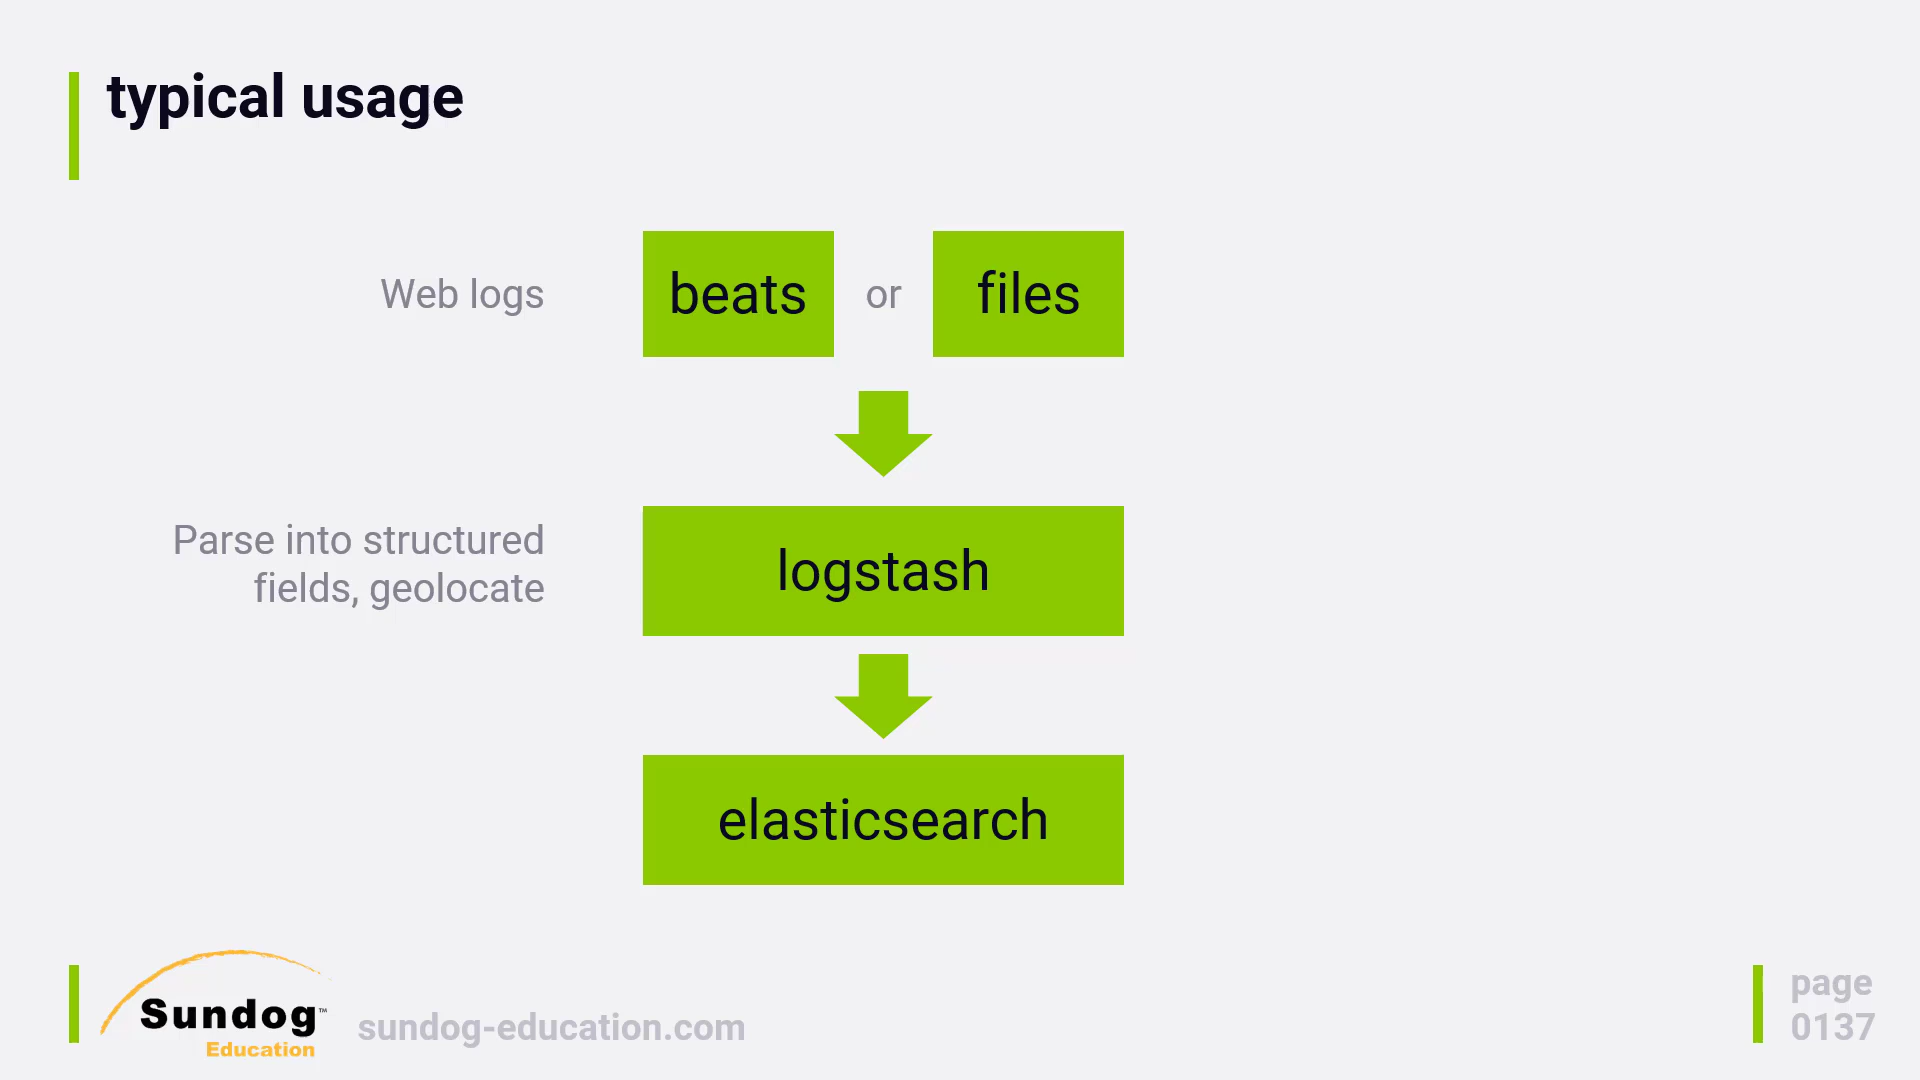 typical usage
Web logs
beats
or
files
Parse into structured
fields, geolocate
logstash
elasticsearch
Sundog™
Education
sundog-education.com
page
0137